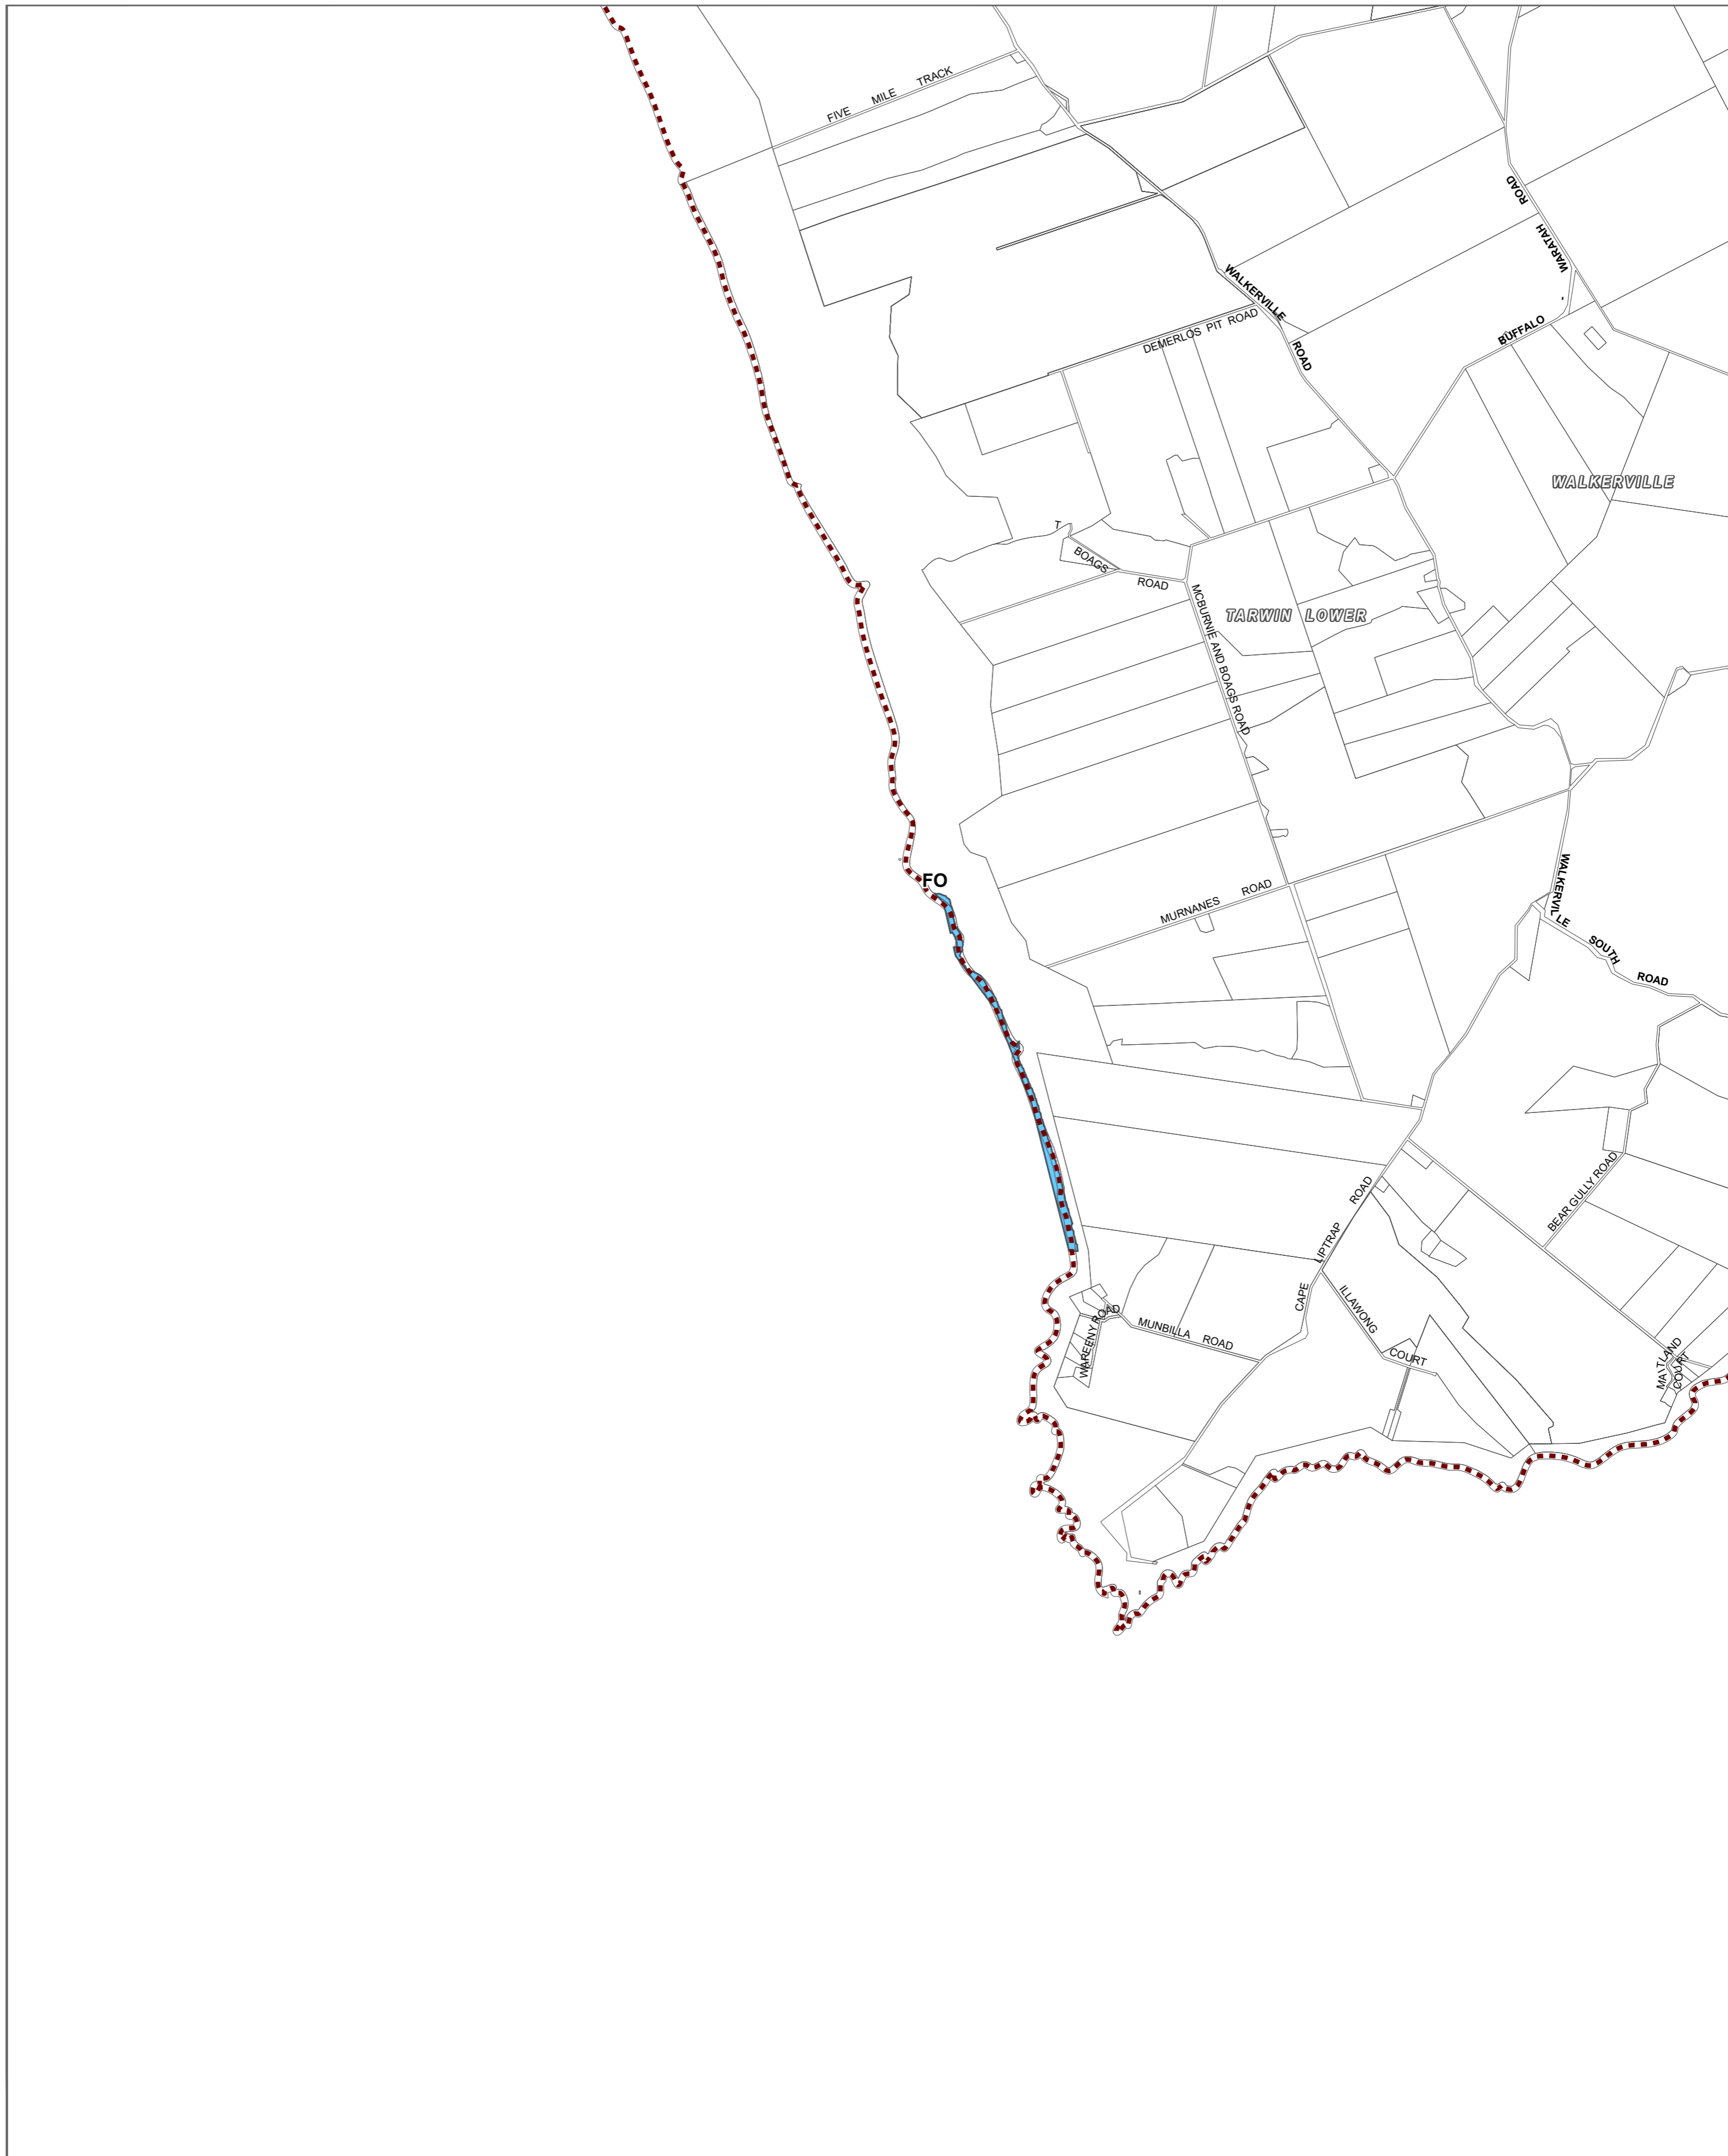 FIVE MILE TRACK
ROAD
WARATAH
WALKERVILLE
ROAD
DEMERLOS PIT ROAD
BUFFALO
WALKERVILLE
T
BOAGS
ROAD
TARWIN LOWER
MCBURNIE AND BOAGS ROAD
FO
MURNANES ROAD
WALKERVIL
LE
SOUTH
ROAD
BEAR GULLY ROAD
CAPE
LIPTRAP
ROAD
ILLAWONG
COURT
WAREENY ROAD
MUNBILLA ROAD
MAITLAND
COURT